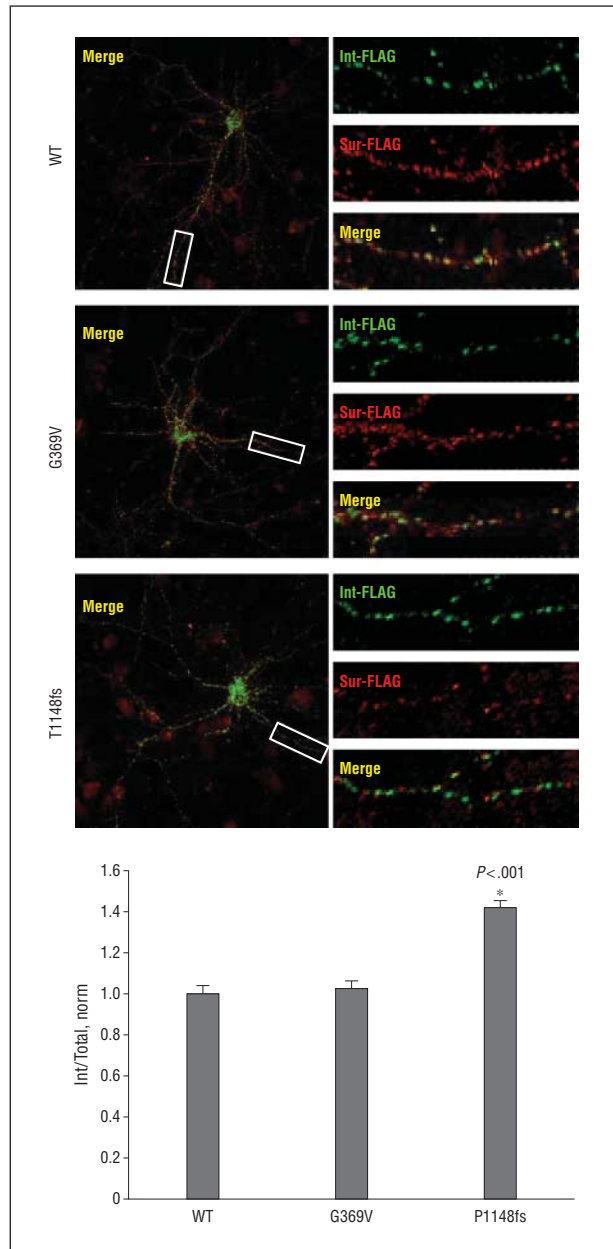 Merge
Int-FLAG
Sur-FLAG
Merge
WT
Merge
Int-FLAG
Sur-FLAG
Merge
G369V
Merge
Int-FLAG
Sur-FLAG
Merge
T1148fs
1.6
1.4
1.2
1.0
0.8
0.6
0.4
0.2
0
Int/Total, norm
P<.001
*
WT
G369V
P1148fs